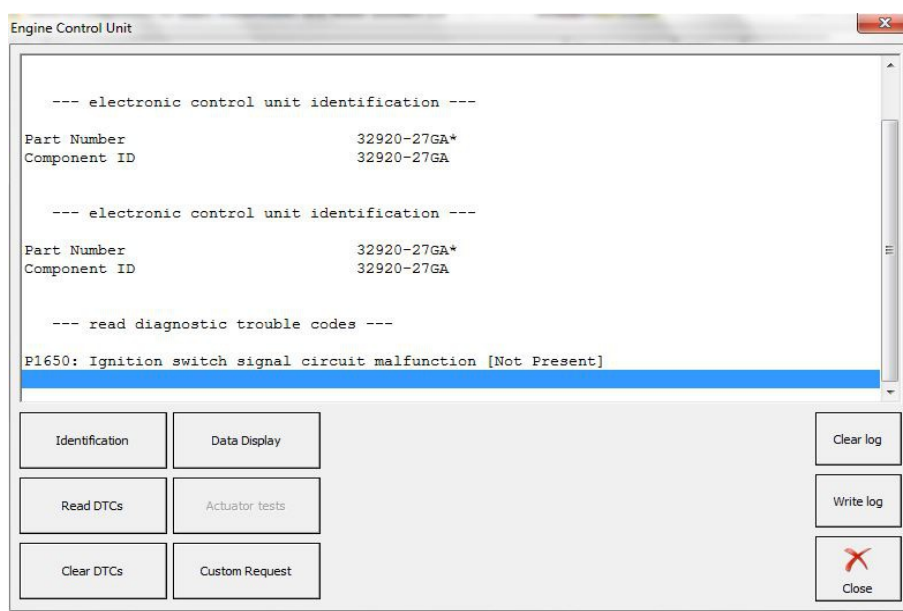 Engine Control Unit
--- electronic control unit identification ---
Part Number 32920-27GA*
Component ID 32920-27GA
--- electronic control unit identification ---
Part Number 32920-27GA*
Component ID 32920-27GA
--- read diagnostic trouble codes ---
P1650: Ignition switch signal circuit malfunction [Not Present]
Identification
Data Display
Clear log
Read DTCs
Actuator tests
Write log
Clear DTCs
Custom Request
Close